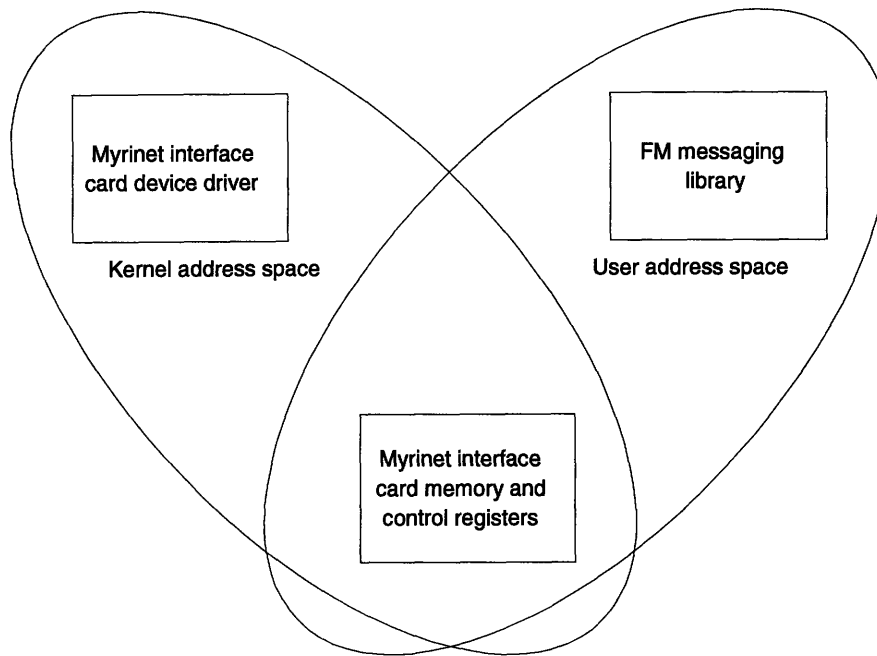 Myrinet interface
card device driver
Kernel address space
FM messaging
library
User address space
Myrinet interface
card memory and
control registers